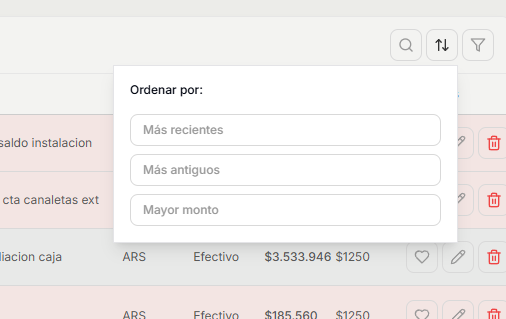 Ordenar por:
Más recientes
saldo instalacion
Más antiguos
cta canaletas ext
Mayor monto
liacion caja ARS Efectivo $3.533.946 $1250
ARS Efectivo $185.560 $1250